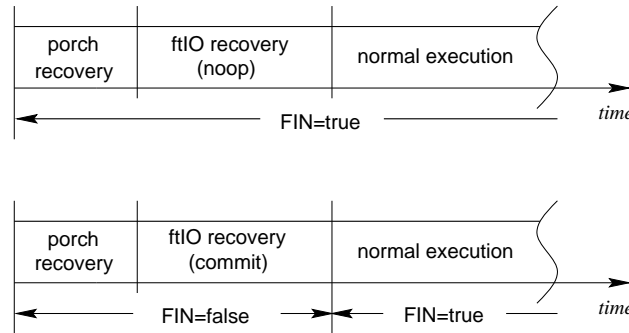 porch recovery
ftIO recovery (noop)
normal execution
time
FIN=true
porch recovery
ftIO recovery (commit)
normal execution
time
FIN=false
FIN=true